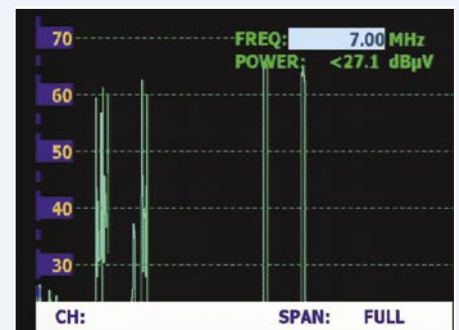 70
FREQ: 7.00 MHz
POWER: <27.1 dBµV
60
50
40
30
CH: SPAN: FULL